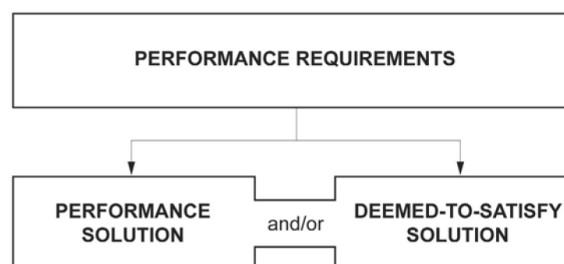 PERFORMANCE REQUIREMENTS
PERFORMANCE
SOLUTION
and/or
DEEMED-TO-SATISFY
SOLUTION